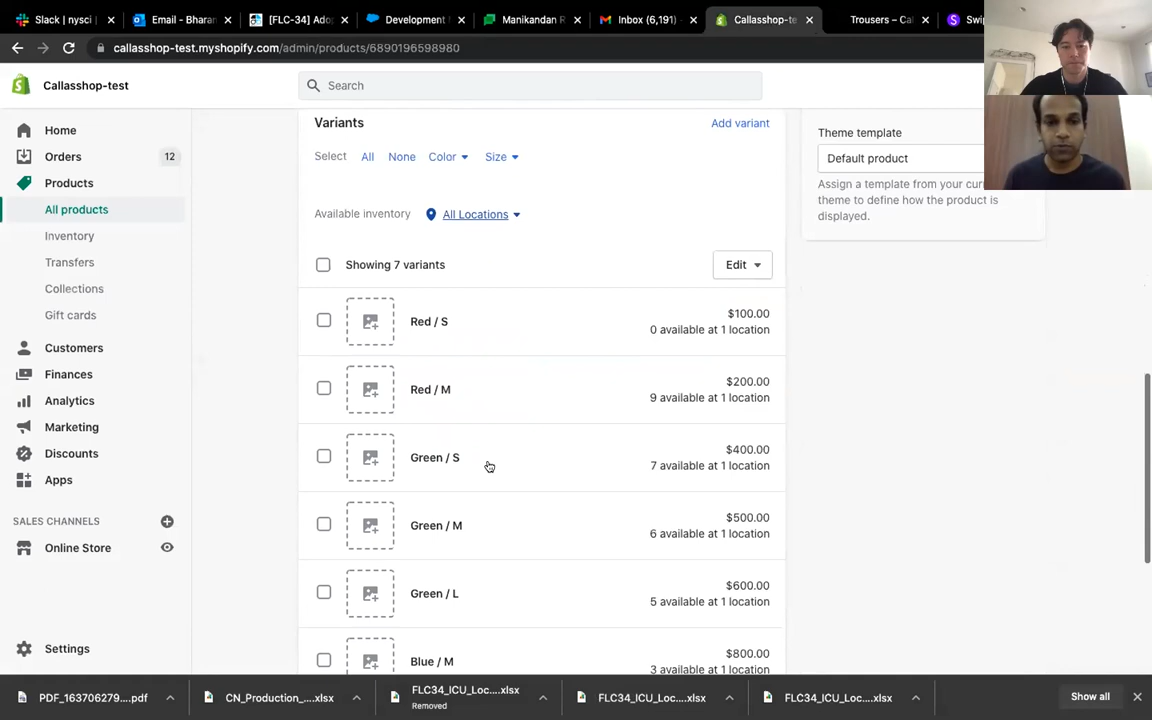 Slack | nysci
Email - Bharan
[FLC-34] Adop
Development
Manikandan R
Inbox (6,191)
Callasshop-tes
Trousers – Cal
Swip
callasshop-test.myshopify.com/admin/products/6890196598980
Callasshop-test
Search
Home
Orders 12
Products
All products
Inventory
Transfers
Collections
Gift cards
Customers
Finances
Analytics
Marketing
Discounts
Apps
SALES CHANNELS
Online Store
Settings
Variants
Add variant
Select All None Color Size
Available inventory All Locations
Showing 7 variants
Edit
Red / S
$100.00
0 available at 1 location
Red / M
$200.00
9 available at 1 location
Green / S
$400.00
7 available at 1 location
Green / M
$500.00
6 available at 1 location
Green / L
$600.00
5 available at 1 location
Blue / M
$800.00
3 available at 1 location
Theme template
Default product
Assign a template from your cur
theme to define how the product is
displayed.
PDF_163706279....pdf
CN_Production_....xlsx
FLC34_ICU_Loc....xlsx
Removed
FLC34_ICU_Loc....xlsx
FLC34_ICU_Loc....xlsx
Show all